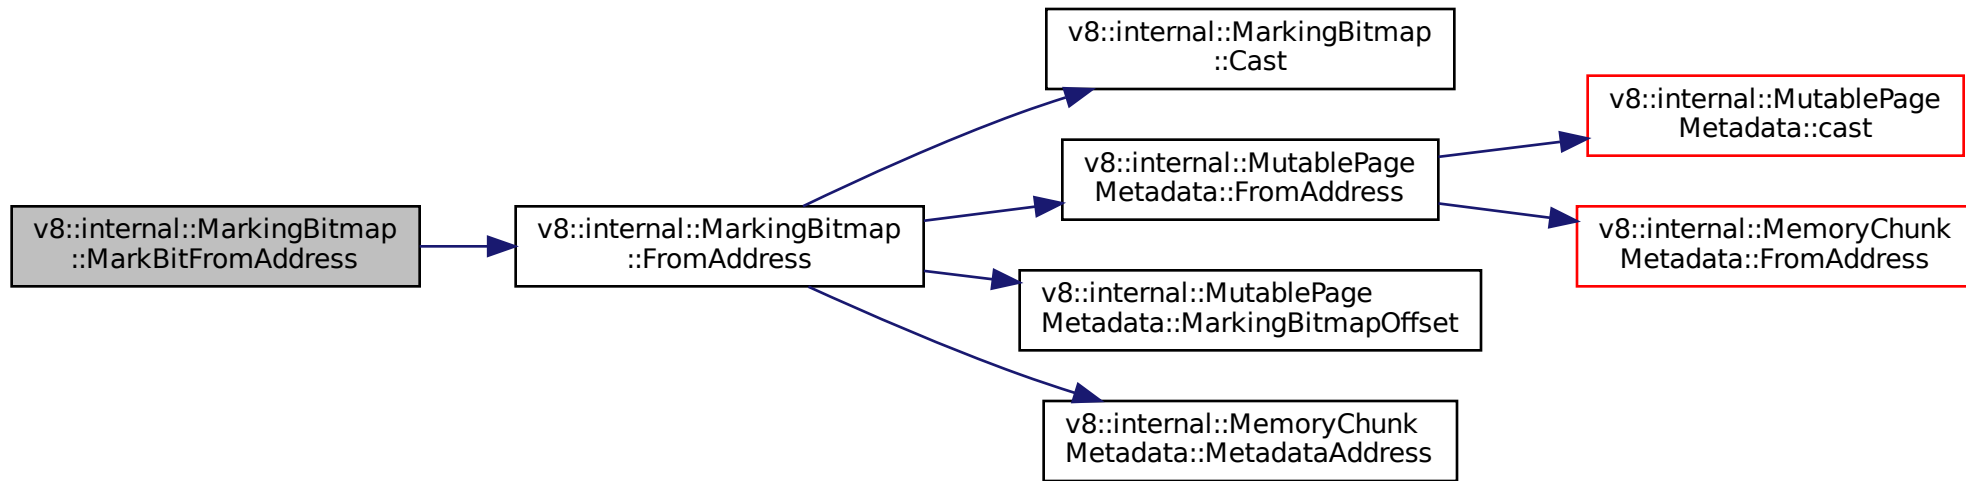 v8::internal::MarkingBitmap
::MarkBitFromAddress
v8::internal::MarkingBitmap
::FromAddress
v8::internal::MarkingBitmap
::Cast
v8::internal::MutablePage
Metadata::FromAddress
v8::internal::MutablePage
Metadata::MarkingBitmapOffset
v8::internal::MemoryChunk
Metadata::MetadataAddress
v8::internal::MutablePage
Metadata::cast
v8::internal::MemoryChunk
Metadata::FromAddress